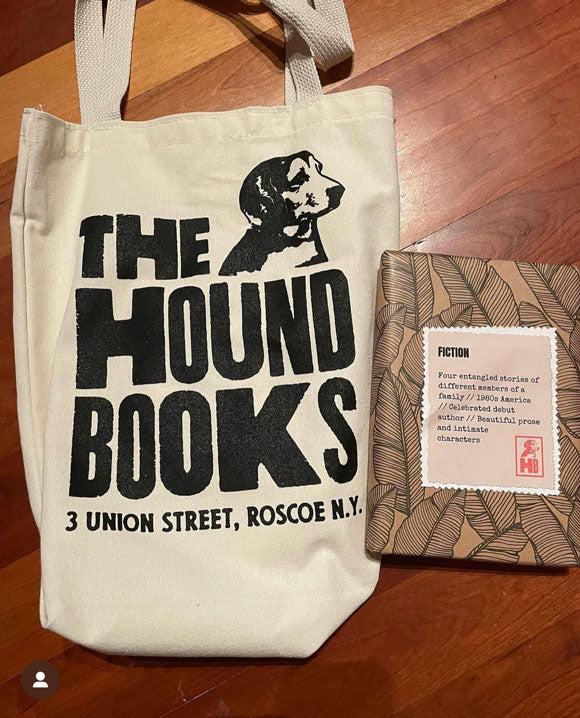 THE
HOUND
BOOKS
3 UNION STREET, ROSCOE N.Y.
FICTION
Four entangled stories of
different members of a
family // 1980s America
// Celebrated debut
author // Beautiful prose
and intimate
characters
HB